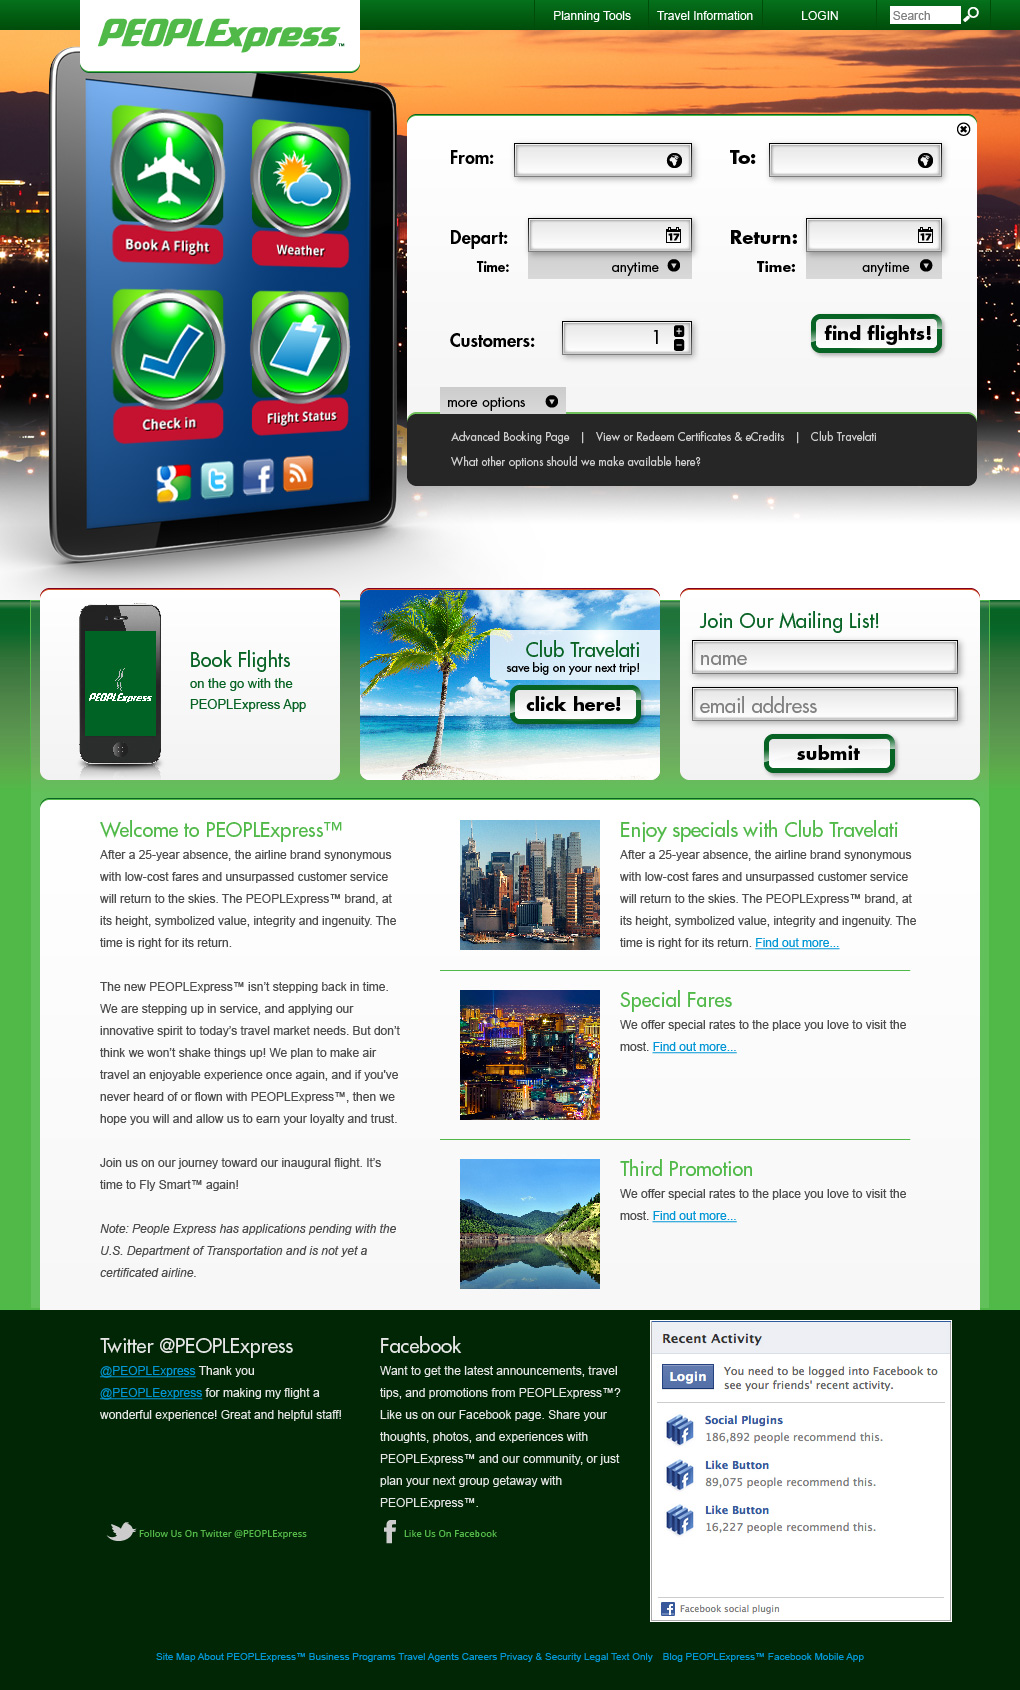 PEOPLExpress™
Planning Tools
Travel Information
LOGIN
Search
Book A Flight
Weather
Check in
Flight Status
From:
To:
Depart:
17
Return:
17
Time:
anytime
Time:
anytime
Customers:
1
find flights!
more options
Advanced Booking Page | View or Redeem Certificates & eCredits | Club Travelati
What other options should we make available here?
PEOPLExpress
Book Flights
on the go with the
PEOPLExpress App
Club Travelati
save big on your next trip!
click here!
Join Our Mailing List!
name
email address
submit
Welcome to PEOPLExpress™
After a 25-year absence, the airline brand synonymous
with low-cost fares and unsurpassed customer service
will return to the skies. The PEOPLExpress™ brand, at
its height, symbolized value, integrity and ingenuity. The
time is right for its return.
The new PEOPLExpress™ isn’t stepping back in time.
We are stepping up in service, and applying our
innovative spirit to today’s travel market needs. But don’t
think we won’t shake things up! We plan to make air
travel an enjoyable experience once again, and if you’ve
never heard of or flown with PEOPLExpress™, then we
hope you will and allow us to earn your loyalty and trust.
Join us on our journey toward our inaugural flight. It’s
time to Fly Smart™ again!
Note: People Express has applications pending with the
U.S. Department of Transportation and is not yet a
certificated airline.
Enjoy specials with Club Travelati
After a 25-year absence, the airline brand synonymous
with low-cost fares and unsurpassed customer service
will return to the skies. The PEOPLExpress™ brand, at
its height, symbolized value, integrity and ingenuity. The
time is right for its return. Find out more...
Special Fares
We offer special rates to the place you love to visit the
most. Find out more...
Third Promotion
We offer special rates to the place you love to visit the
most. Find out more...
Twitter @PEOPLExpress
@PEOPLExpress Thank you
@PEOPLEexpress for making my flight a
wonderful experience! Great and helpful staff!
Follow Us On Twitter @PEOPLExpress
Facebook
Want to get the latest announcements, travel
tips, and promotions from PEOPLExpress™?
Like us on our Facebook page. Share your
thoughts, photos, and experiences with
PEOPLExpress™ and our community, or just
plan your next group getaway with
PEOPLExpress™.
Like Us On Facebook
Recent Activity
Login
You need to be logged into Facebook to
see your friends' recent activity.
Social Plugins
186,892 people recommend this.
Like Button
89,075 people recommend this.
Like Button
16,227 people recommend this.
Facebook social plugin
Site Map About PEOPLExpress™ Business Programs Travel Agents Careers Privacy & Security Legal Text Only Blog PEOPLExpress™ Facebook Mobile App